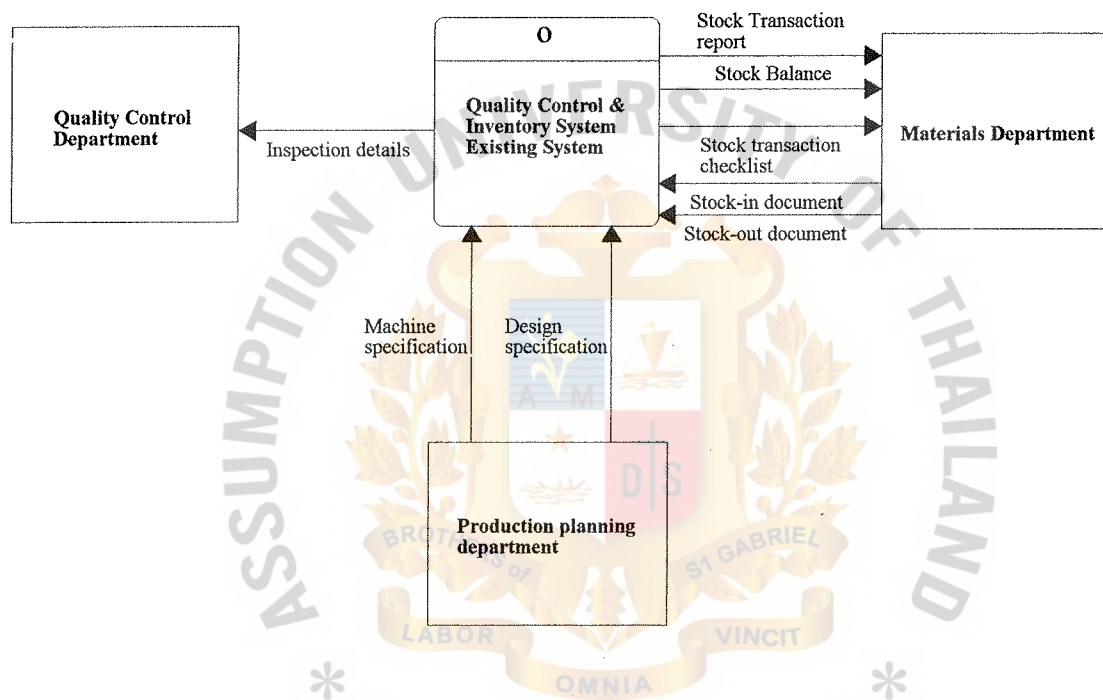 O
Quality Control &
Inventory System
Existing System
Quality Control
Department
Inspection details
Stock Transaction
report
Stock Balance
Stock transaction
checklist
Stock-in document
Stock-out document
Materials Department
Machine
specification
Design
specification
Production planning
department
ASSUMPTION UNIVERSITY OF THAILAND
A M
D S
BROTHERS of
S1 GABRIEL
LABOR
OMNIA
VINCIT